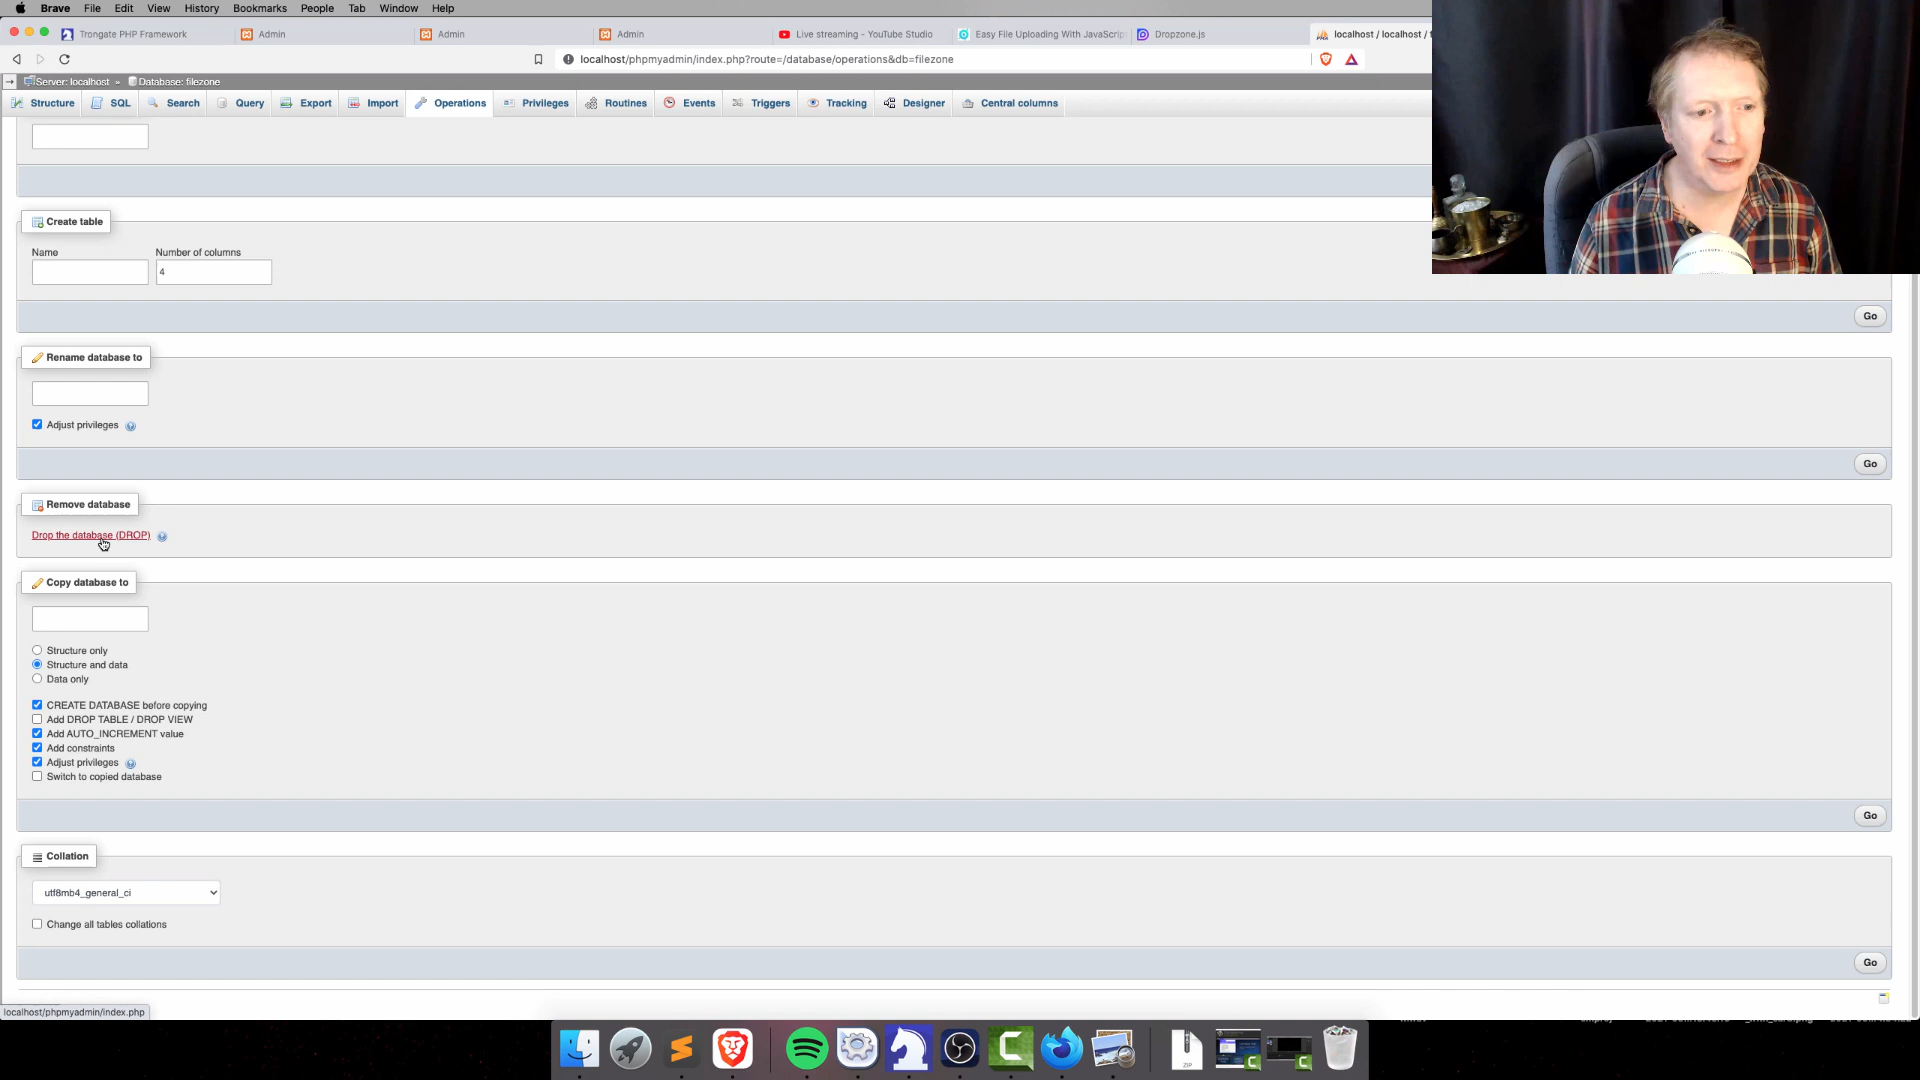 Brave File Edit View History Bookmarks People Tab Window Help
Trongate PHP Framework Admin Admin Admin Live streaming - YouTube Studio Easy File Uploading With JavaScrip Dropzone.js localhost / localhost / f
localhost/phpmyadmin/index.php?route=/database/operations&db=filezone
Server: localhost » Database: filezone
Structure SQL Search Query Export Import Operations Privileges Routines Events Triggers Tracking Designer Central columns
Create table
Name Number of columns
4
Go
Rename database to
Adjust privileges
Go
Remove database
Drop the database (DROP)
Copy database to
Structure only
Structure and data
Data only
CREATE DATABASE before copying
Add DROP TABLE / DROP VIEW
Add AUTO_INCREMENT value
Add constraints
Adjust privileges
Switch to copied database
Go
Collation
utf8mb4_general_ci
Change all tables collations
Go
localhost/phpmyadmin/index.php
ZIP